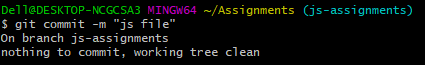 Dell@DESKTOP-NCGCSA3 MINGW64 ~/Assignments (js-assignments)
$ git commit -m "js file"
On branch js-assignments
nothing to commit, working tree clean